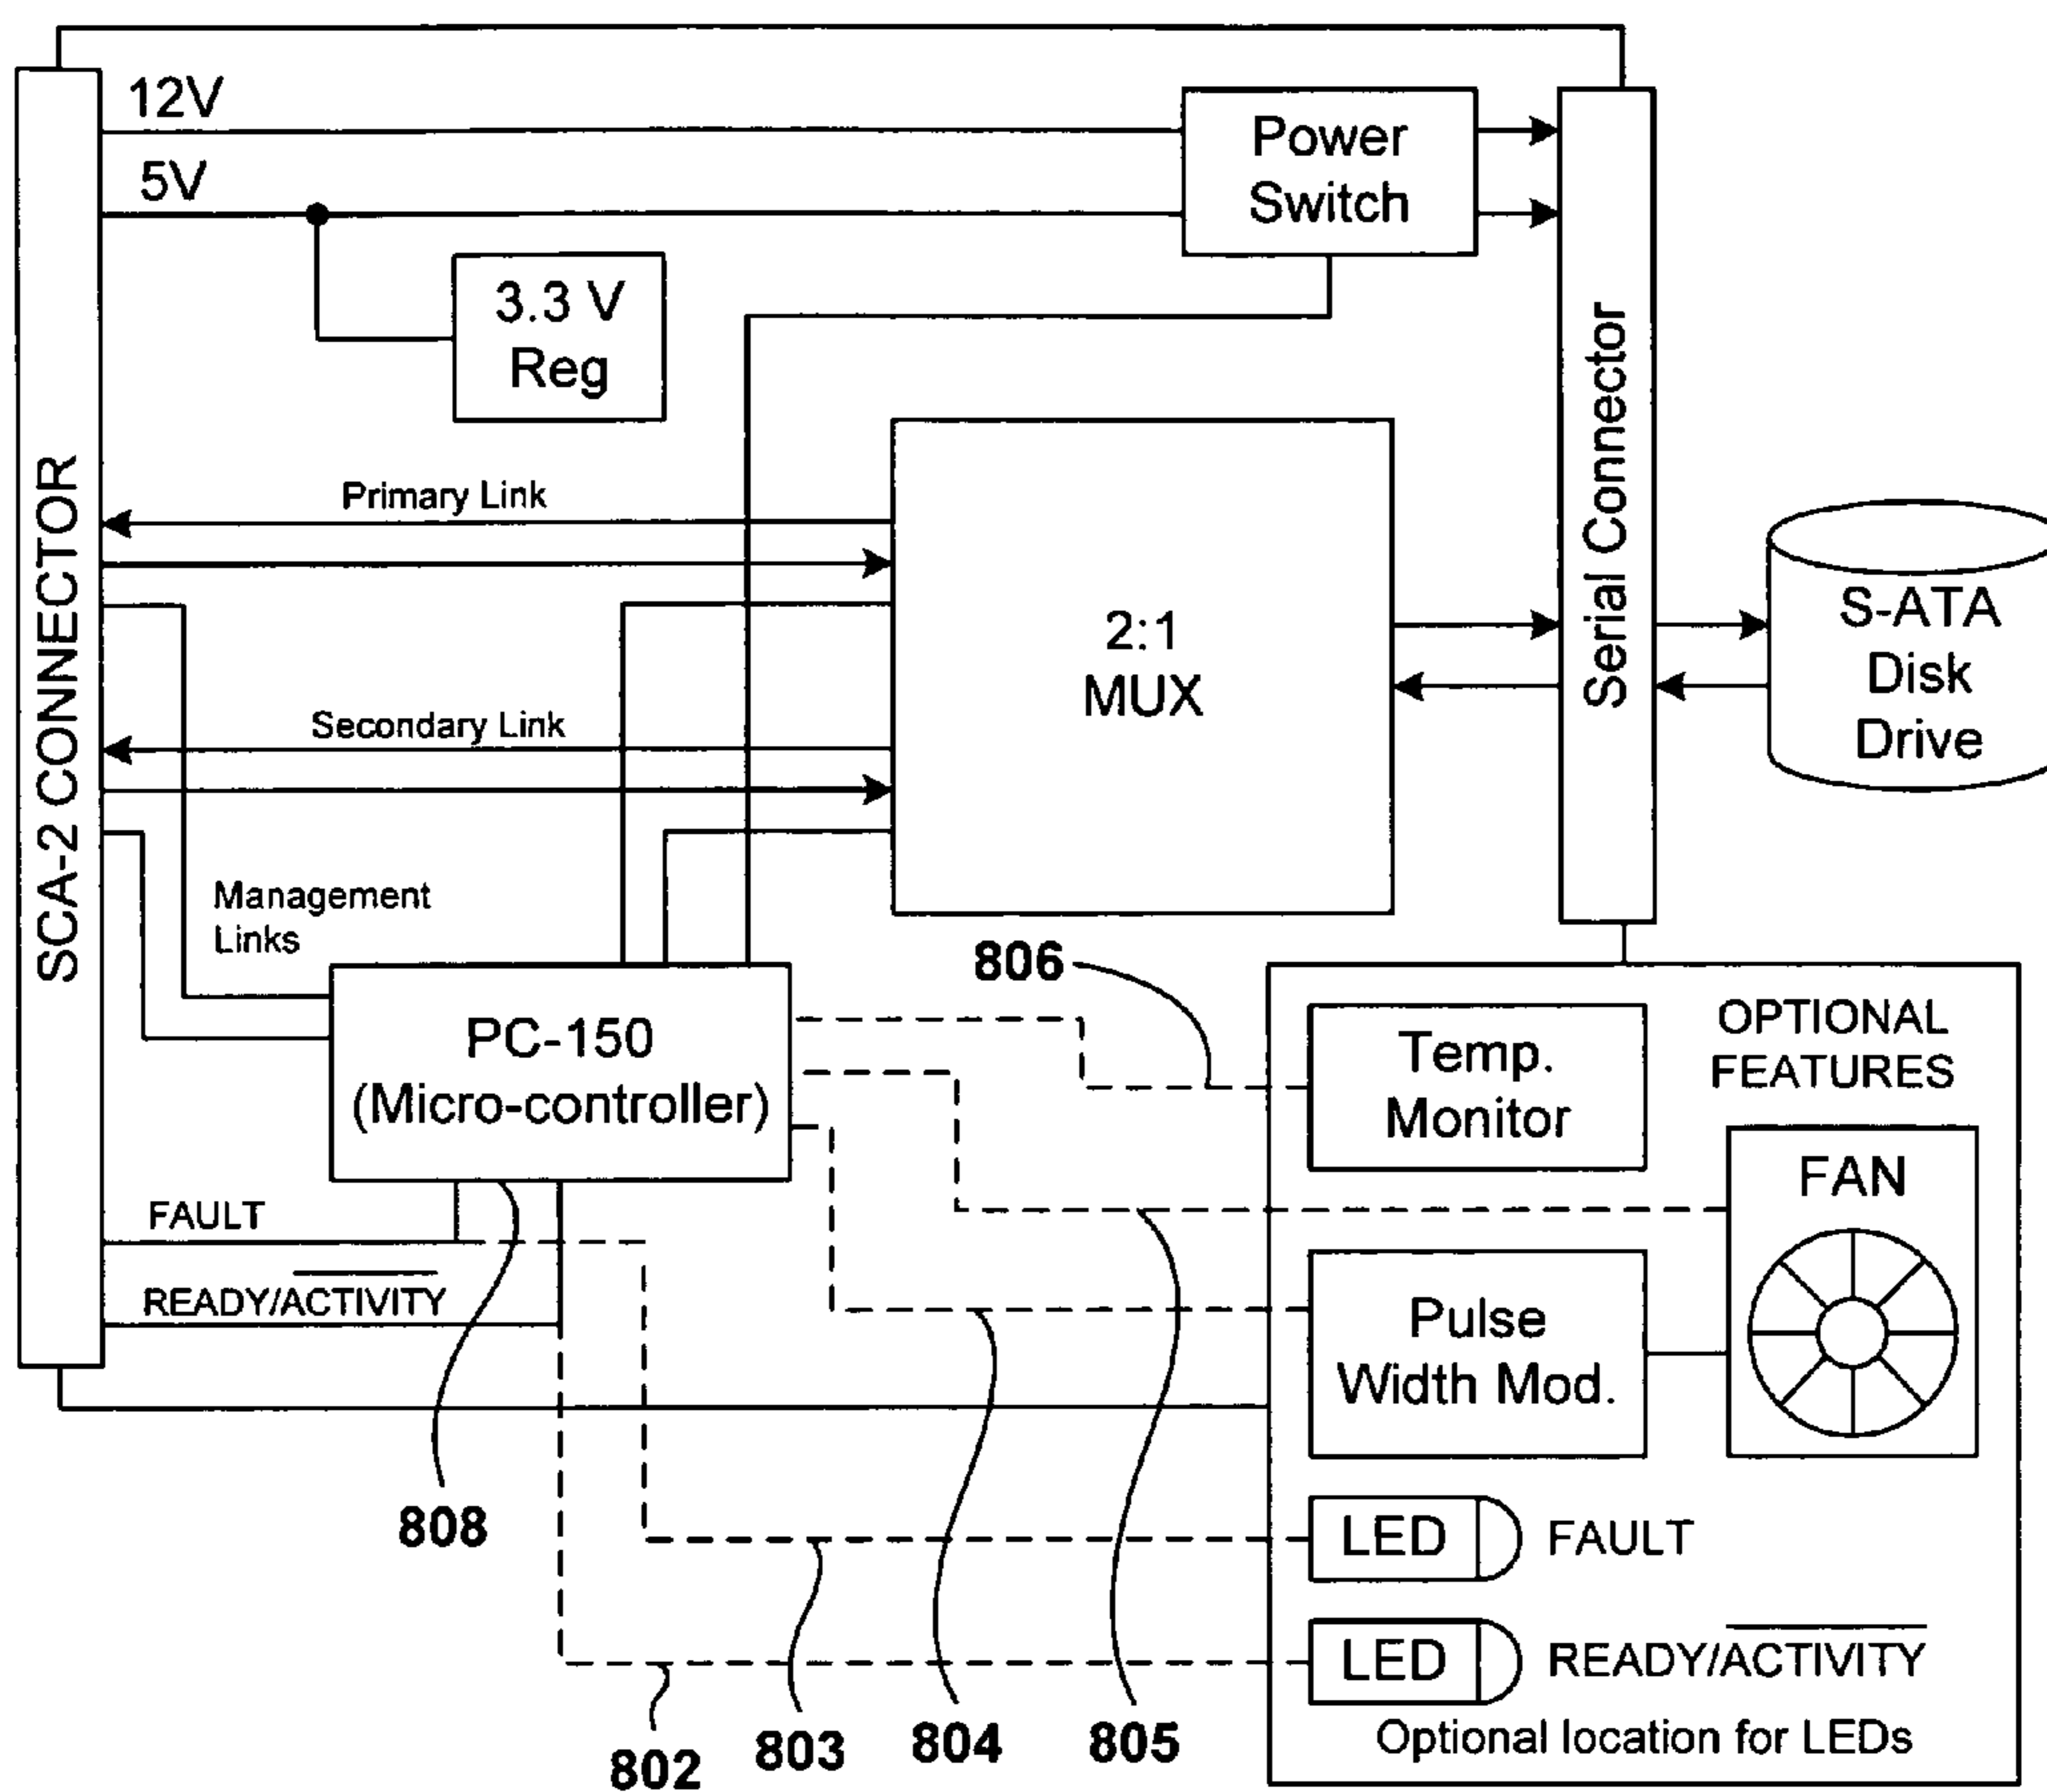 12V
5V
Power
Switch
3.3 V
Reg
SCA-2 CONNECTOR
Serial Connector
Primary Link
2:1
MUX
S-ATA
Disk
Drive
Secondary Link
Management
Links
806
PC-150
(Micro-controller)
OPTIONAL
FEATURES
Temp.
Monitor
FAN
FAULT
READY/ACTIVITY
Pulse
Width Mod.
808
LED
FAULT
LED
READY/ACTIVITY
Optional location for LEDs
802
803
804
805